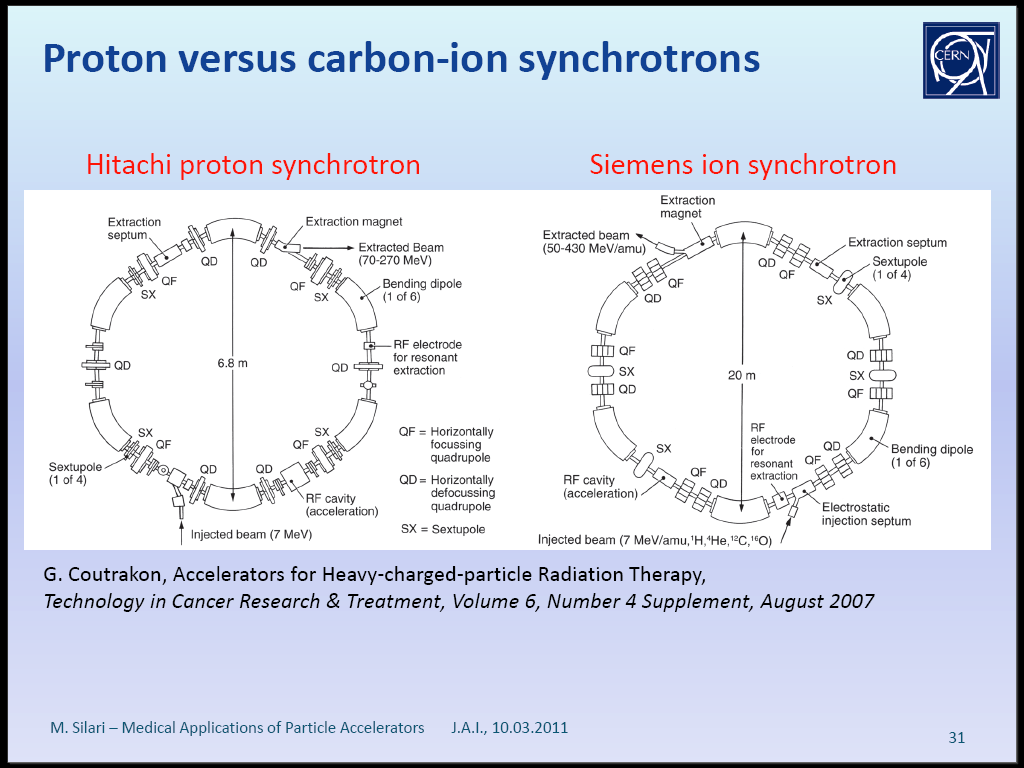 Proton versus carbon-ion synchrotrons
CERN
Hitachi proton synchrotron
Siemens ion synchrotron
Extraction
septum
Extraction magnet
Extracted Beam
(70-270 MeV)
QD
QD
QF
SX
QF
SX
Bending dipole
(1 of 6)
RF electrode
for resonant
extraction
QD
QD
6.8 m
SX
QF
QD
QD
QF
SX
Sextupole
(1 of 4)
RF cavity
(acceleration)
Injected beam (7 MeV)
QF = Horizontally
focussing
quadrupole
QD = Horizontally
defocussing
quadrupole
SX = Sextupole
Extraction
magnet
Extracted beam
(50-430 MeV/amu)
Extraction septum
Sextupole
(1 of 4)
QD
QF
SX
QF
QD
QF
SX
QD
20 m
QD
SX
QF
SX
QF
QD
RF cavity
(acceleration)
RF
electrode
for
resonant
extraction
QD
QF
Bending dipole
(1 of 6)
Electrostatic
injection septum
Injected beam (7 MeV/amu,¹H,⁴He,¹²C,¹⁶O)
G. Coutrakon, Accelerators for Heavy-charged-particle Radiation Therapy,
Technology in Cancer Research & Treatment, Volume 6, Number 4 Supplement, August 2007
M. Silari – Medical Applications of Particle Accelerators J.A.I., 10.03.2011
31